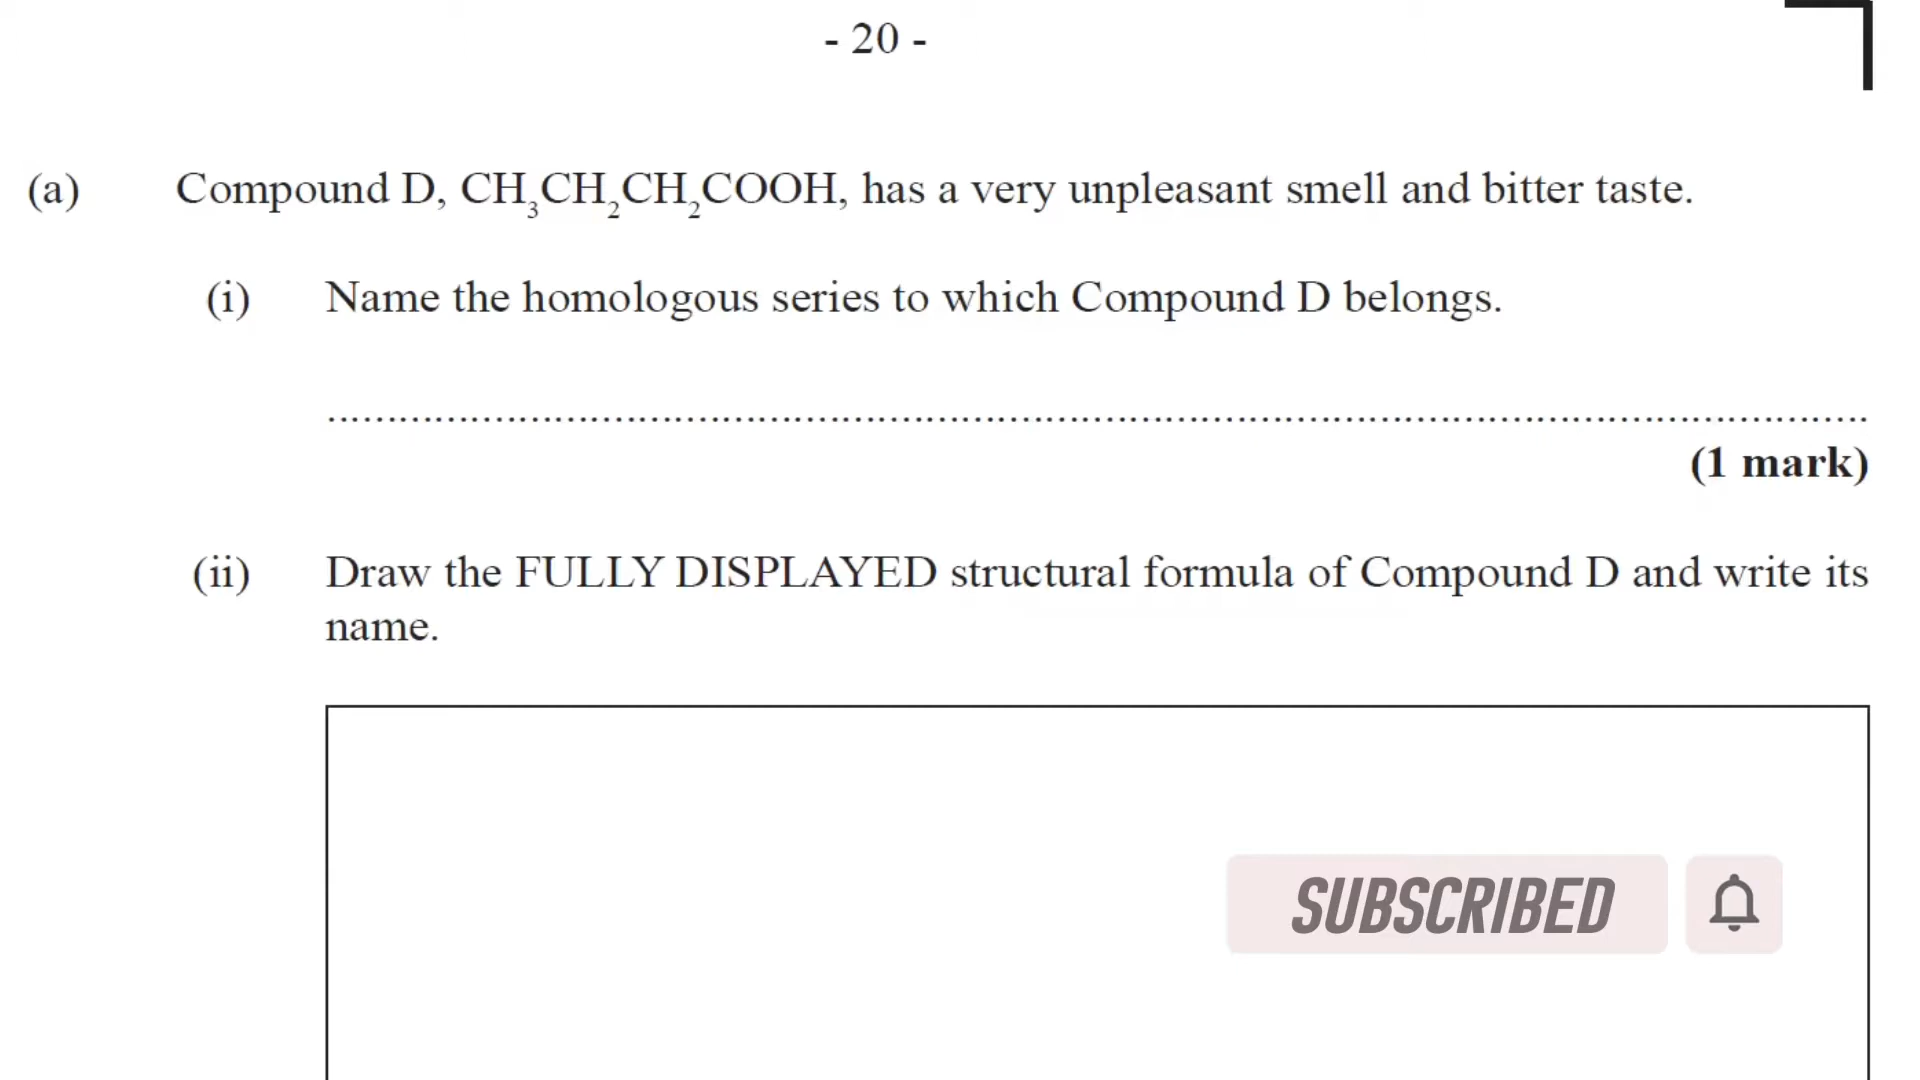 - 20 -
(a) Compound D, CH₃CH₂CH₂COOH, has a very unpleasant smell and bitter taste.
(i) Name the homologous series to which Compound D belongs.
................................................................................
(1 mark)
(ii) Draw the FULLY DISPLAYED structural formula of Compound D and write its
name.
SUBSCRIBED